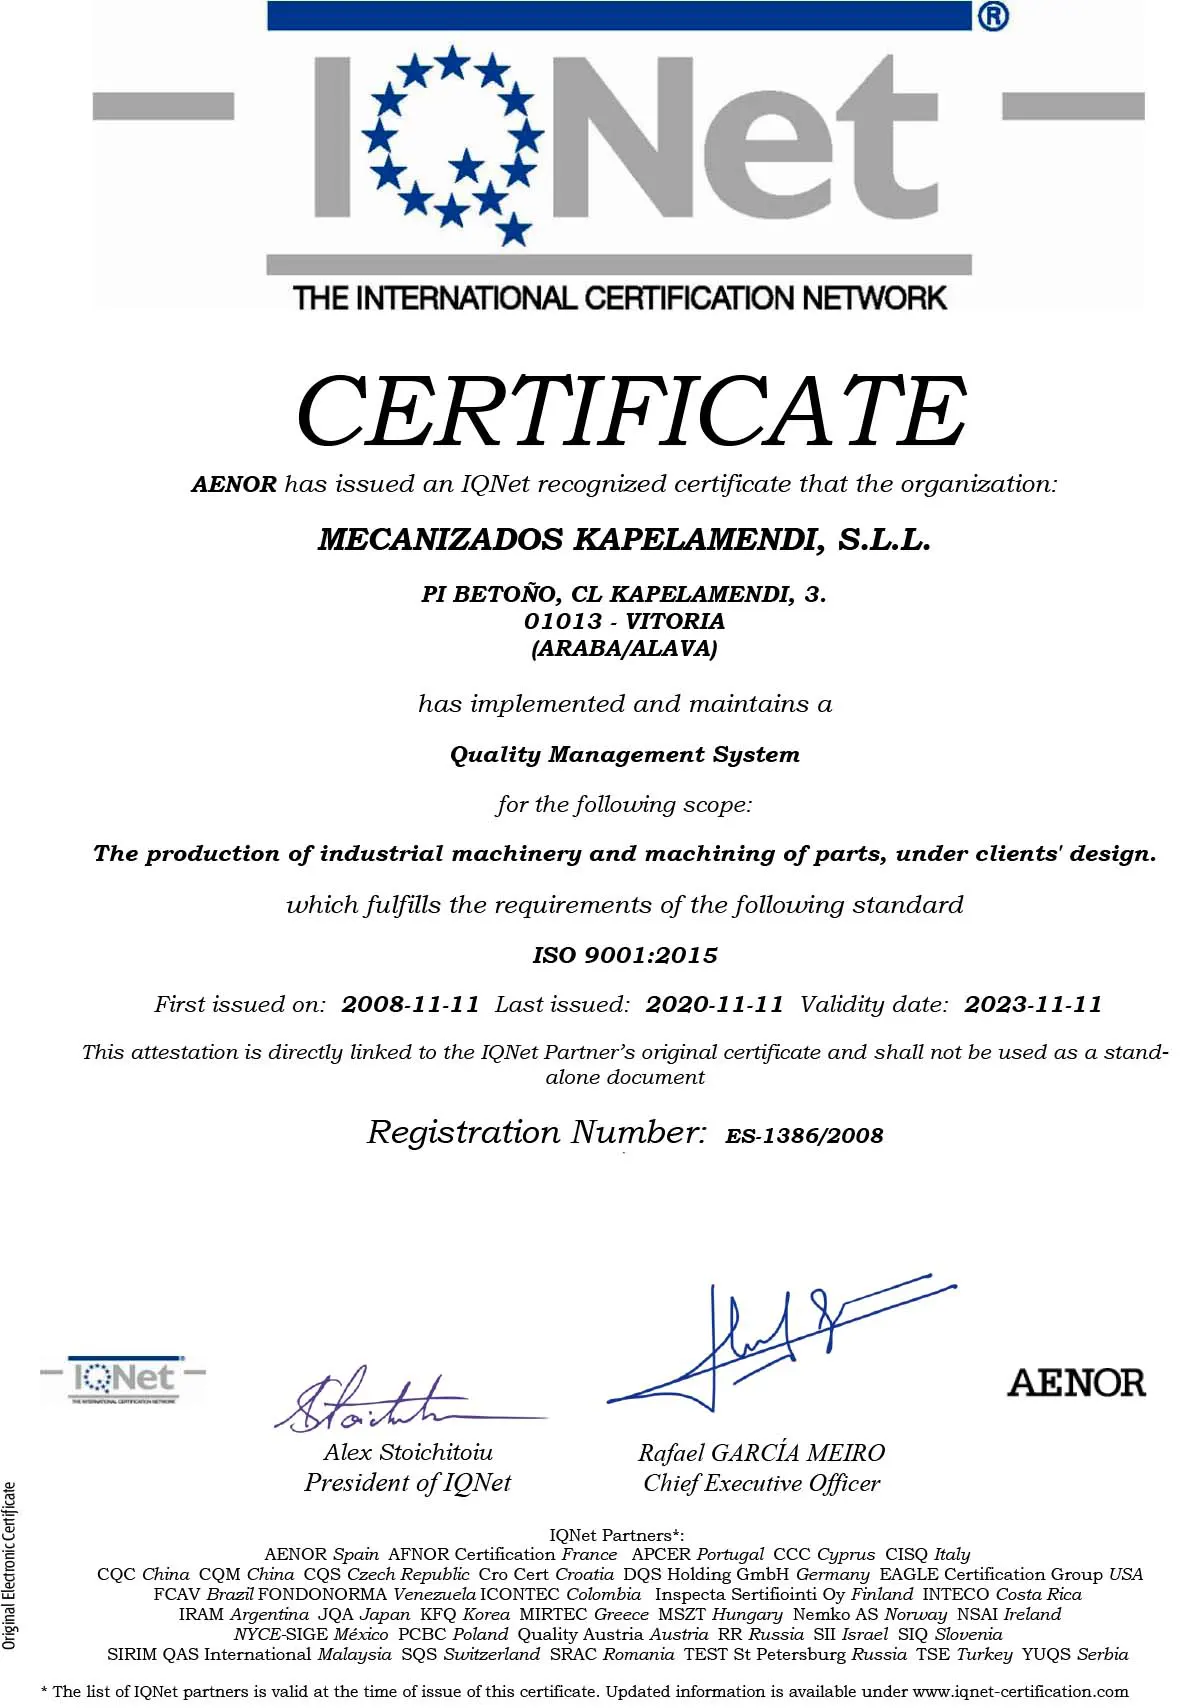 IQNet®
THE INTERNATIONAL CERTIFICATION NETWORK
CERTIFICATE
AENOR has issued an IQNet recognized certificate that the organization:
MECANIZADOS KAPELAMENDI, S.L.L.
PI BETOÑO, CL KAPELAMENDI, 3.
01013 - VITORIA
(ARABA/ALAVA)
has implemented and maintains a
Quality Management System
for the following scope:
The production of industrial machinery and machining of parts, under clients' design.
which fulfills the requirements of the following standard
ISO 9001:2015
First issued on: 2008-11-11 Last issued: 2020-11-11 Validity date: 2023-11-11
This attestation is directly linked to the IQNet Partner’s original certificate and shall not be used as a stand-
alone document
Registration Number: ES-1386/2008
IQNet
THE INTERNATIONAL CERTIFICATION NETWORK
AENOR
Alex Stoichitoiu
President of IQNet
Rafael GARCÍA MEIRO
Chief Executive Officer
Original Electronic Certificate
IQNet Partners*:
AENOR Spain AFNOR Certification France APCER Portugal CCC Cyprus CISQ Italy
CQC China CQM China CQS Czech Republic Cro Cert Croatia DQS Holding GmbH Germany EAGLE Certification Group USA
FCAV Brazil FONDONORMA Venezuela ICONTEC Colombia Inspecta Sertifiointi Oy Finland INTECO Costa Rica
IRAM Argentina JQA Japan KFQ Korea MIRTEC Greece MSZT Hungary Nemko AS Norway NSAI Ireland
NYCE-SIGE México PCBC Poland Quality Austria Austria RR Russia SII Israel SIQ Slovenia
SIRIM QAS International Malaysia SQS Switzerland SRAC Romania TEST St Petersburg Russia TSE Turkey YUQS Serbia
* The list of IQNet partners is valid at the time of issue of this certificate. Updated information is available under www.iqnet-certification.com